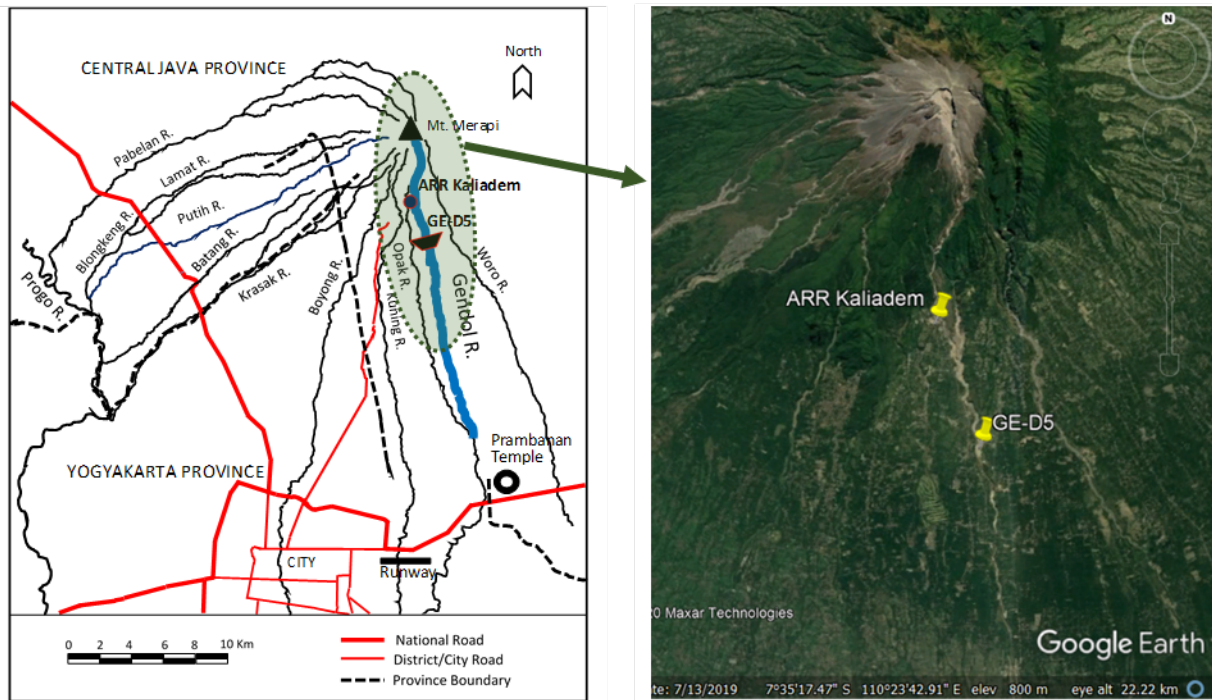 North
CENTRAL JAVA PROVINCE
Mt. Merapi
Pabelan R.
Lamat R.
Putih R.
Blongkeng R.
Batang R.
Krasak R.
Progo R.
ARR Kaliadem
GE-D5
Boyong R.
Opak R.
Kuning R.
Gendol R.
Woro R.
Prambanan
Temple
YOGYAKARTA PROVINCE
CITY
Runway
0 2 4 6 8 10 Km
National Road
District/City Road
Province Boundary
N
ARR Kaliadem
GE-D5
0 Maxar Technologies
Google Earth
te: 7/13/2019 7°35'17.47" S 110°23'42.91" E elev 800 m eye alt 22.22 km